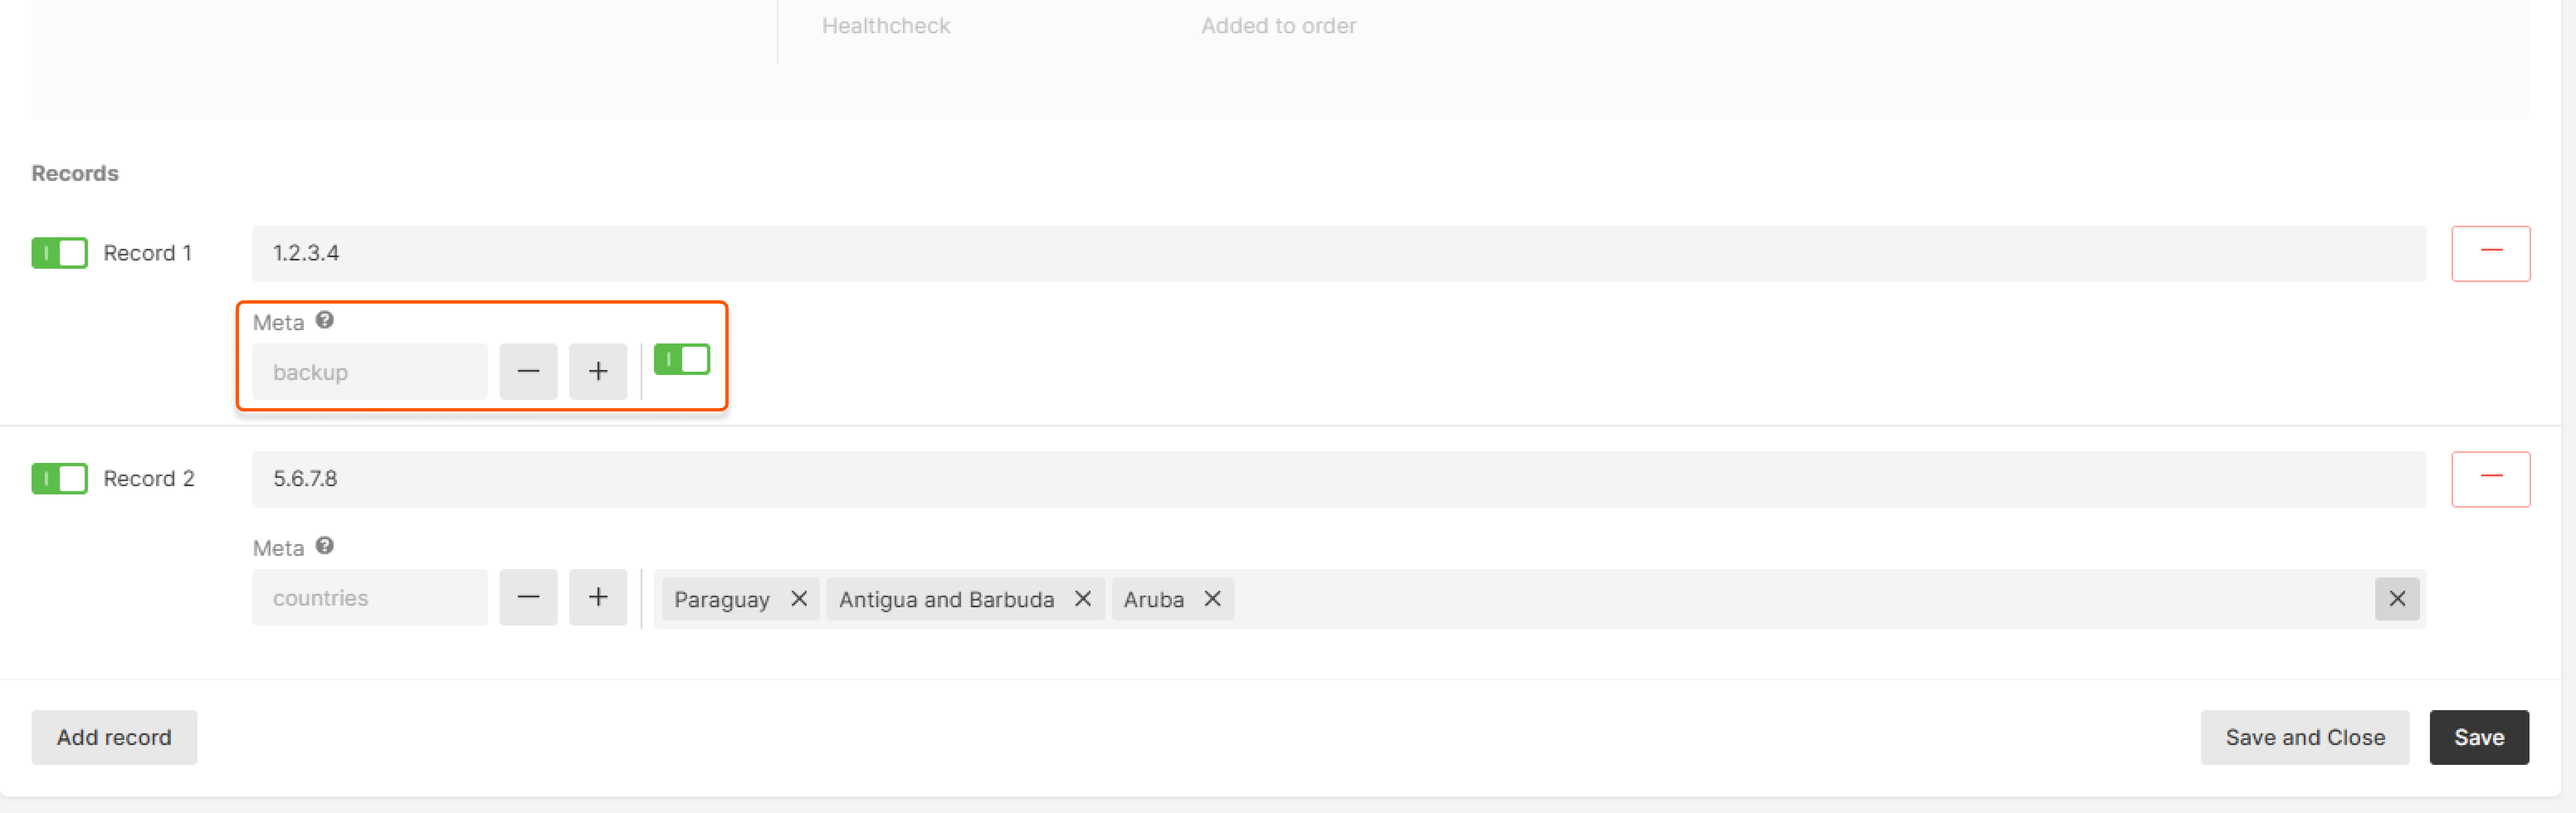 Healthcheck Added to order
Records
Record 1 1.2.3.4
Meta
backup
Record 2 5.6.7.8
Meta
countries Paraguay Antigua and Barbuda Aruba
Add record Save and Close Save